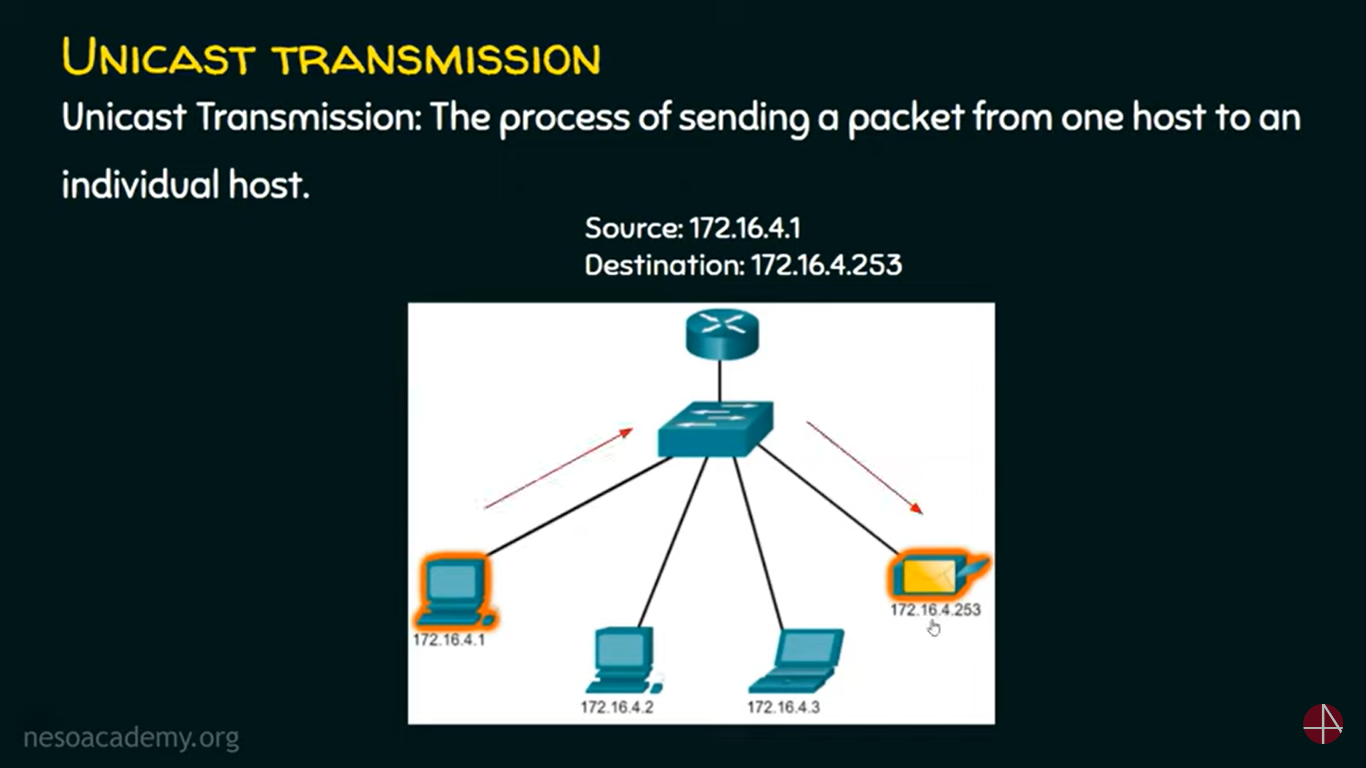 Unicast transmission
Unicast Transmission: The process of sending a packet from one host to an
individual host.
Source: 172.16.4.1
Destination: 172.16.4.253
172.16.4.253
172.16.4.1
172.16.4.2
172.16.4.3
nesoacademy.org